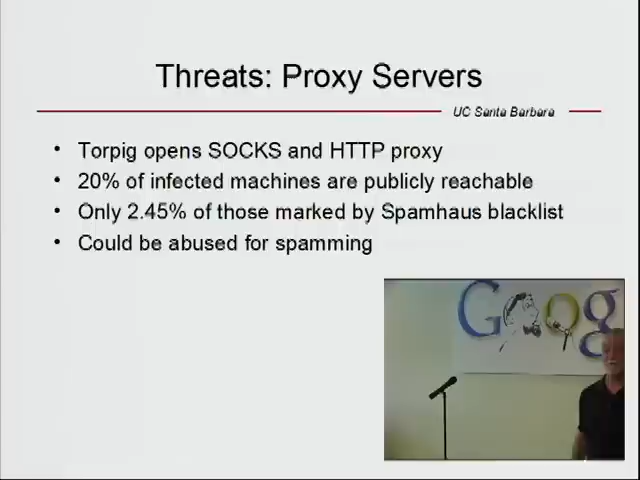 Threats: Proxy Servers
UC Santa Barbara
• Torpig opens SOCKS and HTTP proxy
• 20% of infected machines are publicly reachable
• Only 2.45% of those marked by Spamhaus blacklist
• Could be abused for spamming
Goog